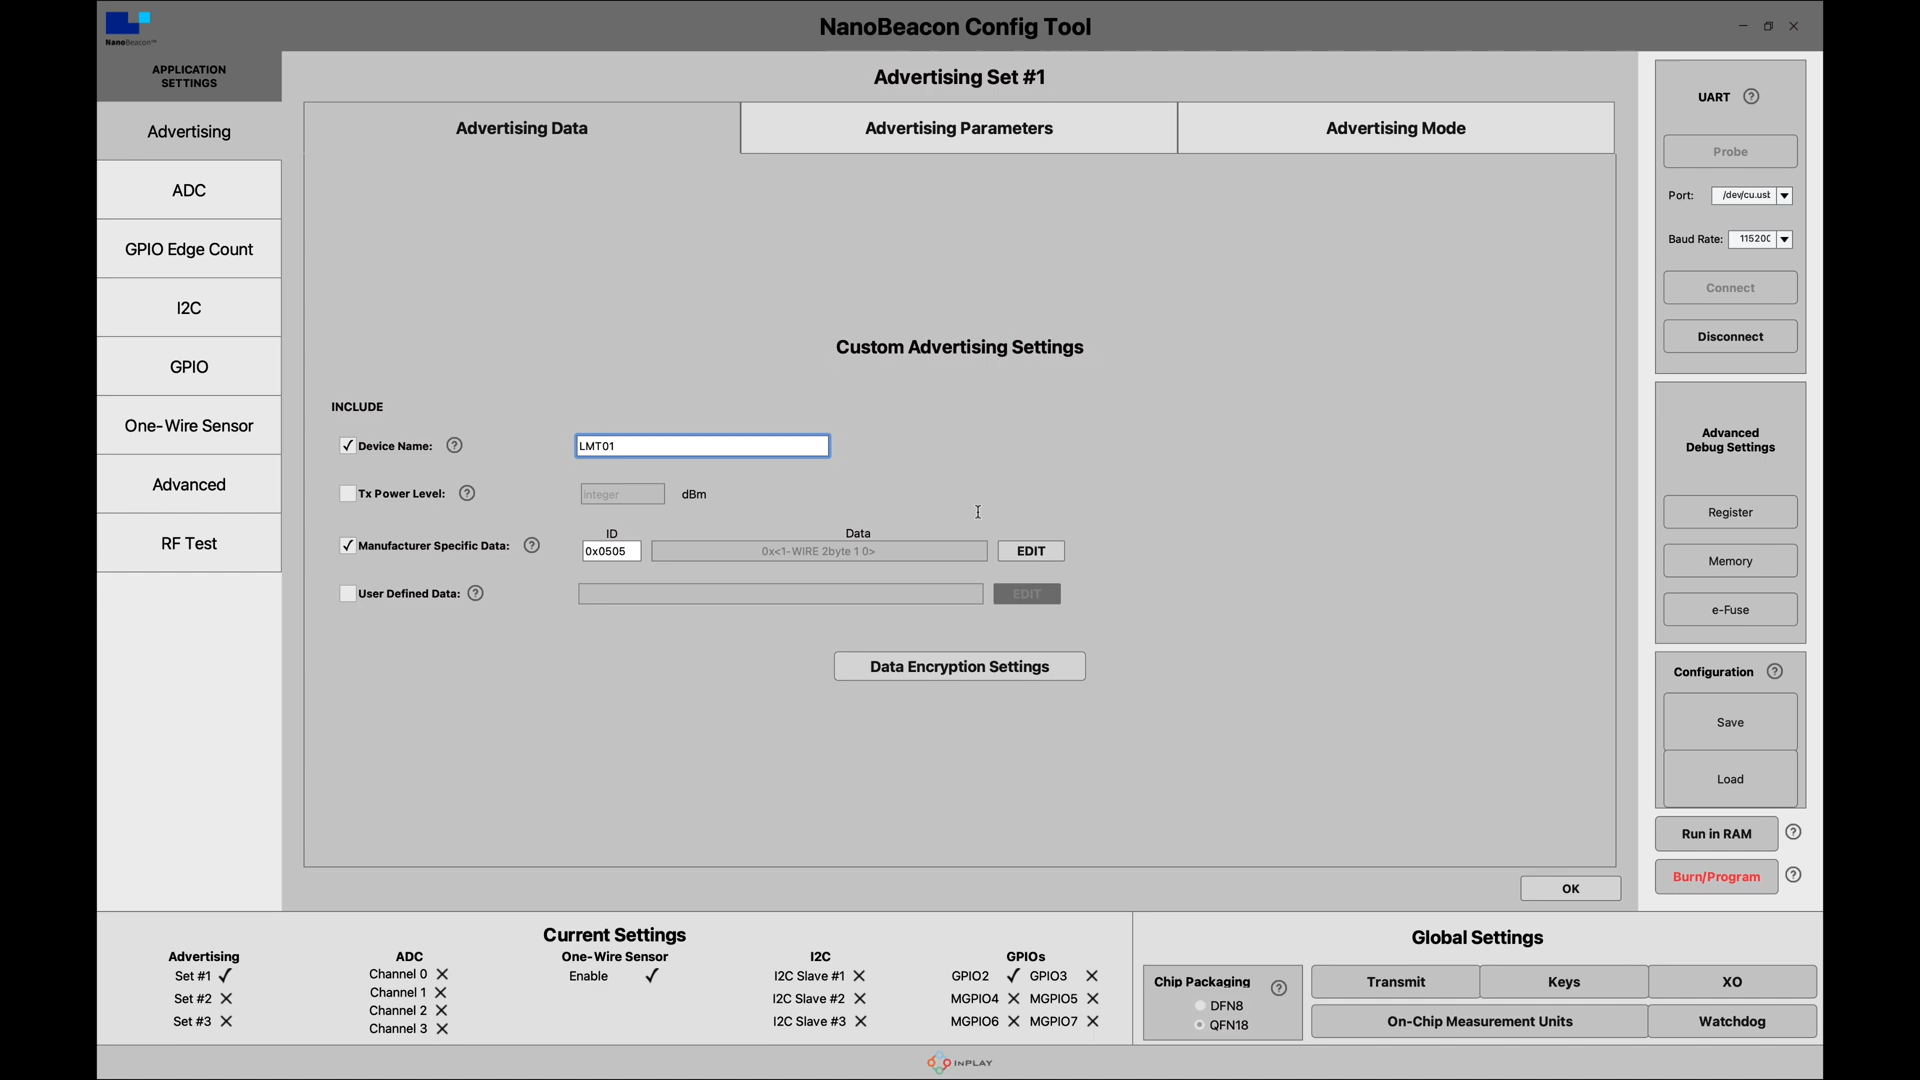 NanoBeacon Config Tool
NanoBeacon™
APPLICATION
SETTINGS
Advertising
ADC
GPIO Edge Count
I2C
GPIO
One-Wire Sensor
Advanced
RF Test
Advertising Set #1
Advertising Data
Advertising Parameters
Advertising Mode
Custom Advertising Settings
INCLUDE
Device Name: ? LMT01
Tx Power Level: ? integer dBm
ID Data
Manufacturer Specific Data: ? 0x0505 0x<1-WIRE 2byte 1 0> EDIT
User Defined Data: ? EDIT
Data Encryption Settings
OK
UART ?
Probe
Port: /dev/cu.ust
Baud Rate: 11520C
Connect
Disconnect
Advanced
Debug Settings
Register
Memory
e-Fuse
Configuration ?
Save
Load
Run in RAM ?
Burn/Program ?
Current Settings
Advertising
Set #1
Set #2
Set #3
ADC
Channel 0
Channel 1
Channel 2
Channel 3
One-Wire Sensor
Enable
I2C
I2C Slave #1
I2C Slave #2
I2C Slave #3
GPIOs
GPIO2 GPIO3
MGPIO4 MGPIO5
MGPIO6 MGPIO7
Global Settings
Chip Packaging ?
DFN8
QFN18
Transmit
Keys
XO
On-Chip Measurement Units
Watchdog
INPLAY